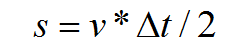 s = v * Δt / 2